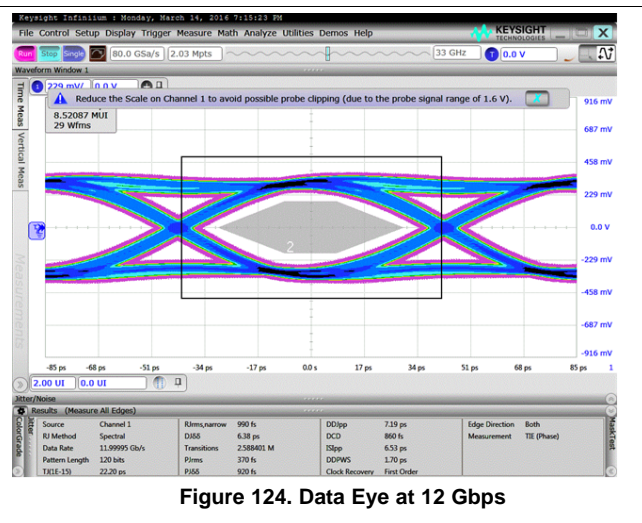 Keysight Infiniium : Monday, March 14, 2016 7:15:23 PM
File Control Setup Display Trigger Measure Math Analyze Utilities Demos Help
KEYSIGHT
TECHNOLOGIES
Run Stop Single 80.0 GSa/s 2.03 Mpts 33 GHz T 0.0 V
Waveform Window 1
1 229 mV/ 0.0 V
Reduce the Scale on Channel 1 to avoid possible probe clipping (due to the probe signal range of 1.6 V).
8.52087 MUI
29 Wfms
Time Meas
Vertical Meas
Measurements
916 mV
687 mV
458 mV
229 mV
0.0 V
-229 mV
-458 mV
-687 mV
-916 mV
2
-85 ps -68 ps -51 ps -34 ps -17 ps 0.0 s 17 ps 34 ps 51 ps 68 ps 85 ps 1
2.00 UI 0.0 UI
Jitter/Noise
Results (Measure All Edges)
ColorGrade
Jitter
MaskTest
Source Channel 1 RJrms,narrow 990 fs DDJpp 7.19 ps Edge Direction Both
RJ Method Spectral DJδδ 6.38 ps DCD 860 fs Measurement TIE (Phase)
Data Rate 11.99995 Gb/s Transitions 2.588401 M ISIpp 6.53 ps
Pattern Length 120 bits PJrms 370 fs DDPWS 1.70 ps
TJ(1E-15) 22.20 ps PJδδ 920 fs Clock Recovery First Order
Figure 124. Data Eye at 12 Gbps